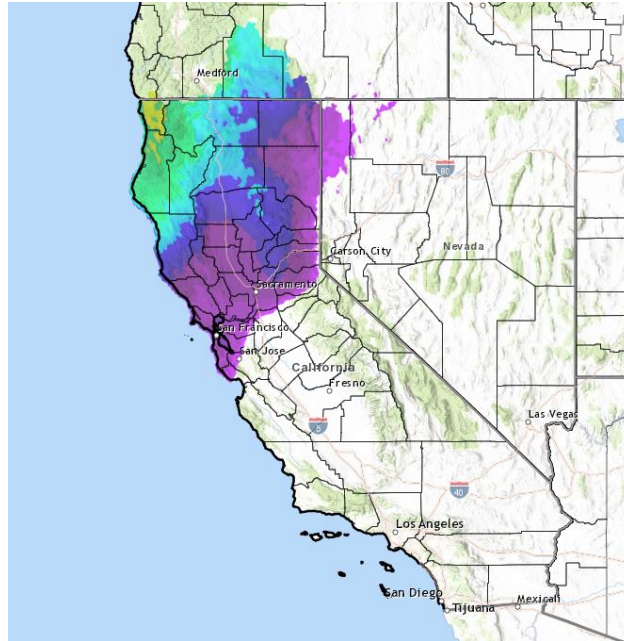 Medford
80
Carson City
Nevada
Sacramento
San Francisco
San Jose
California
Fresno
Las Vegas
5
40
Los Angeles
San Diego
Tijuana
Mexicali